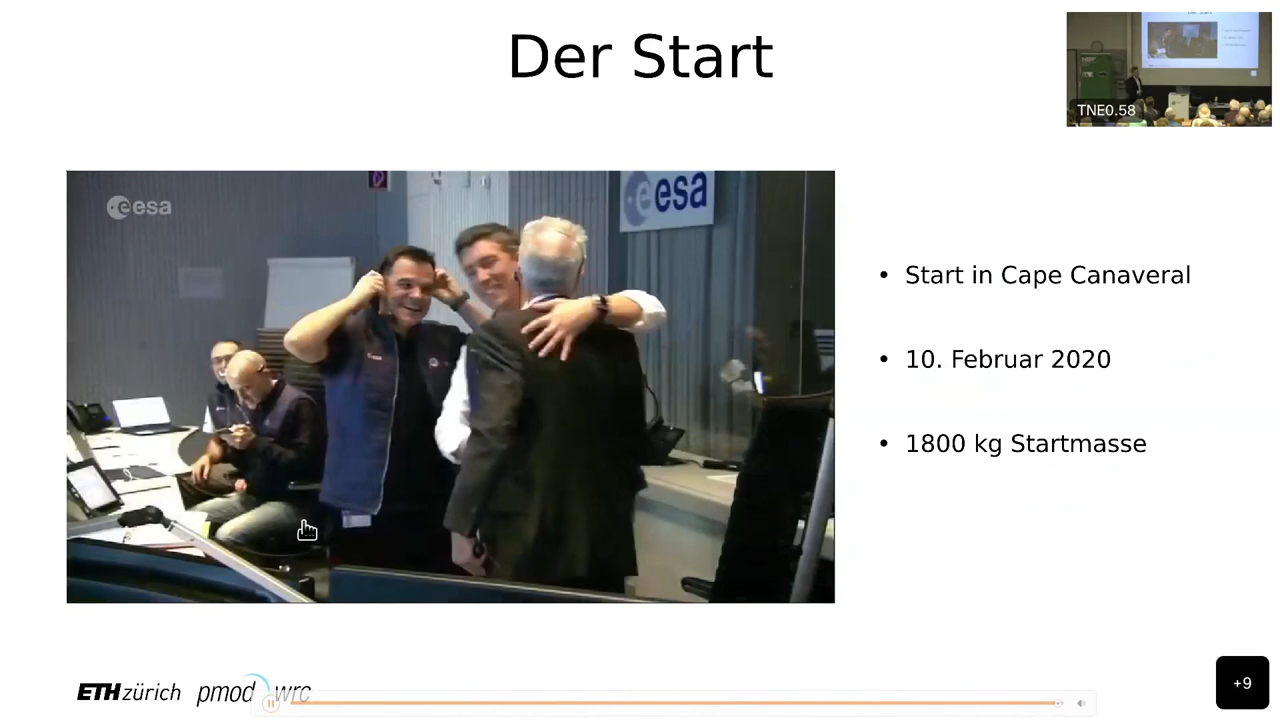 Der Start
TNE0.58
esa
esa
• Start in Cape Canaveral
• 10. Februar 2020
• 1800 kg Startmasse
ETH zürich pmod wrc
+9